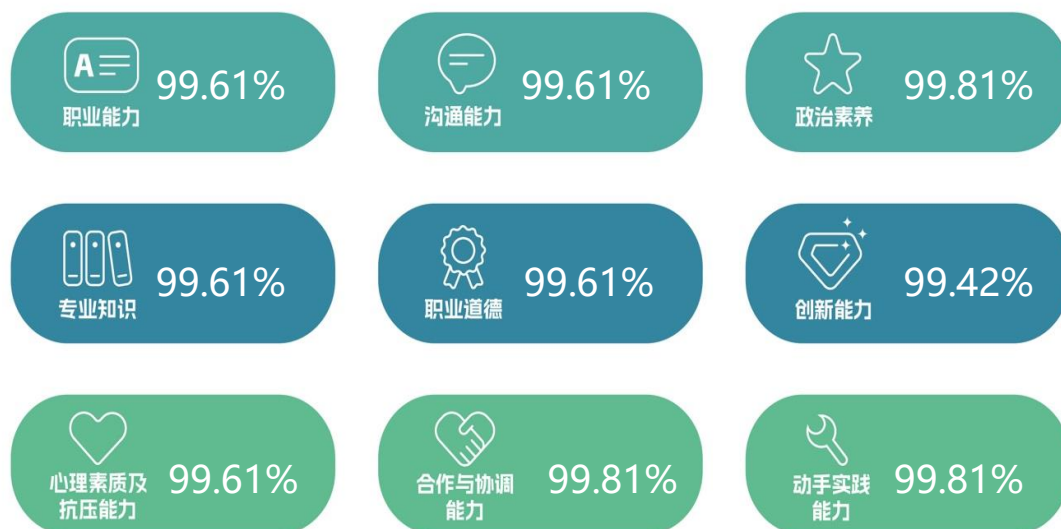 A
99.61%
职业能力
99.61%
沟通能力
99.81%
政治素养
99.61%
专业知识
99.61%
职业道德
99.42%
创新能力
99.61%
心理素质及
抗压能力
99.81%
合作与协调
能力
99.81%
动手实践
能力